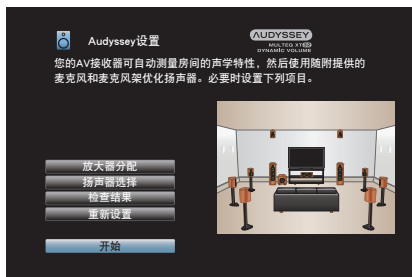 Audyssey设置
AUDYSSEY
MULTEQ XT32
DYNAMIC VOLUME
您的AV接收器可自动测量房间的声学特性，然后使用随附提供的
麦克风和麦克风架优化扬声器。必要时设置下列项目。
放大器分配
扬声器选择
检查结果
重新设置
开始